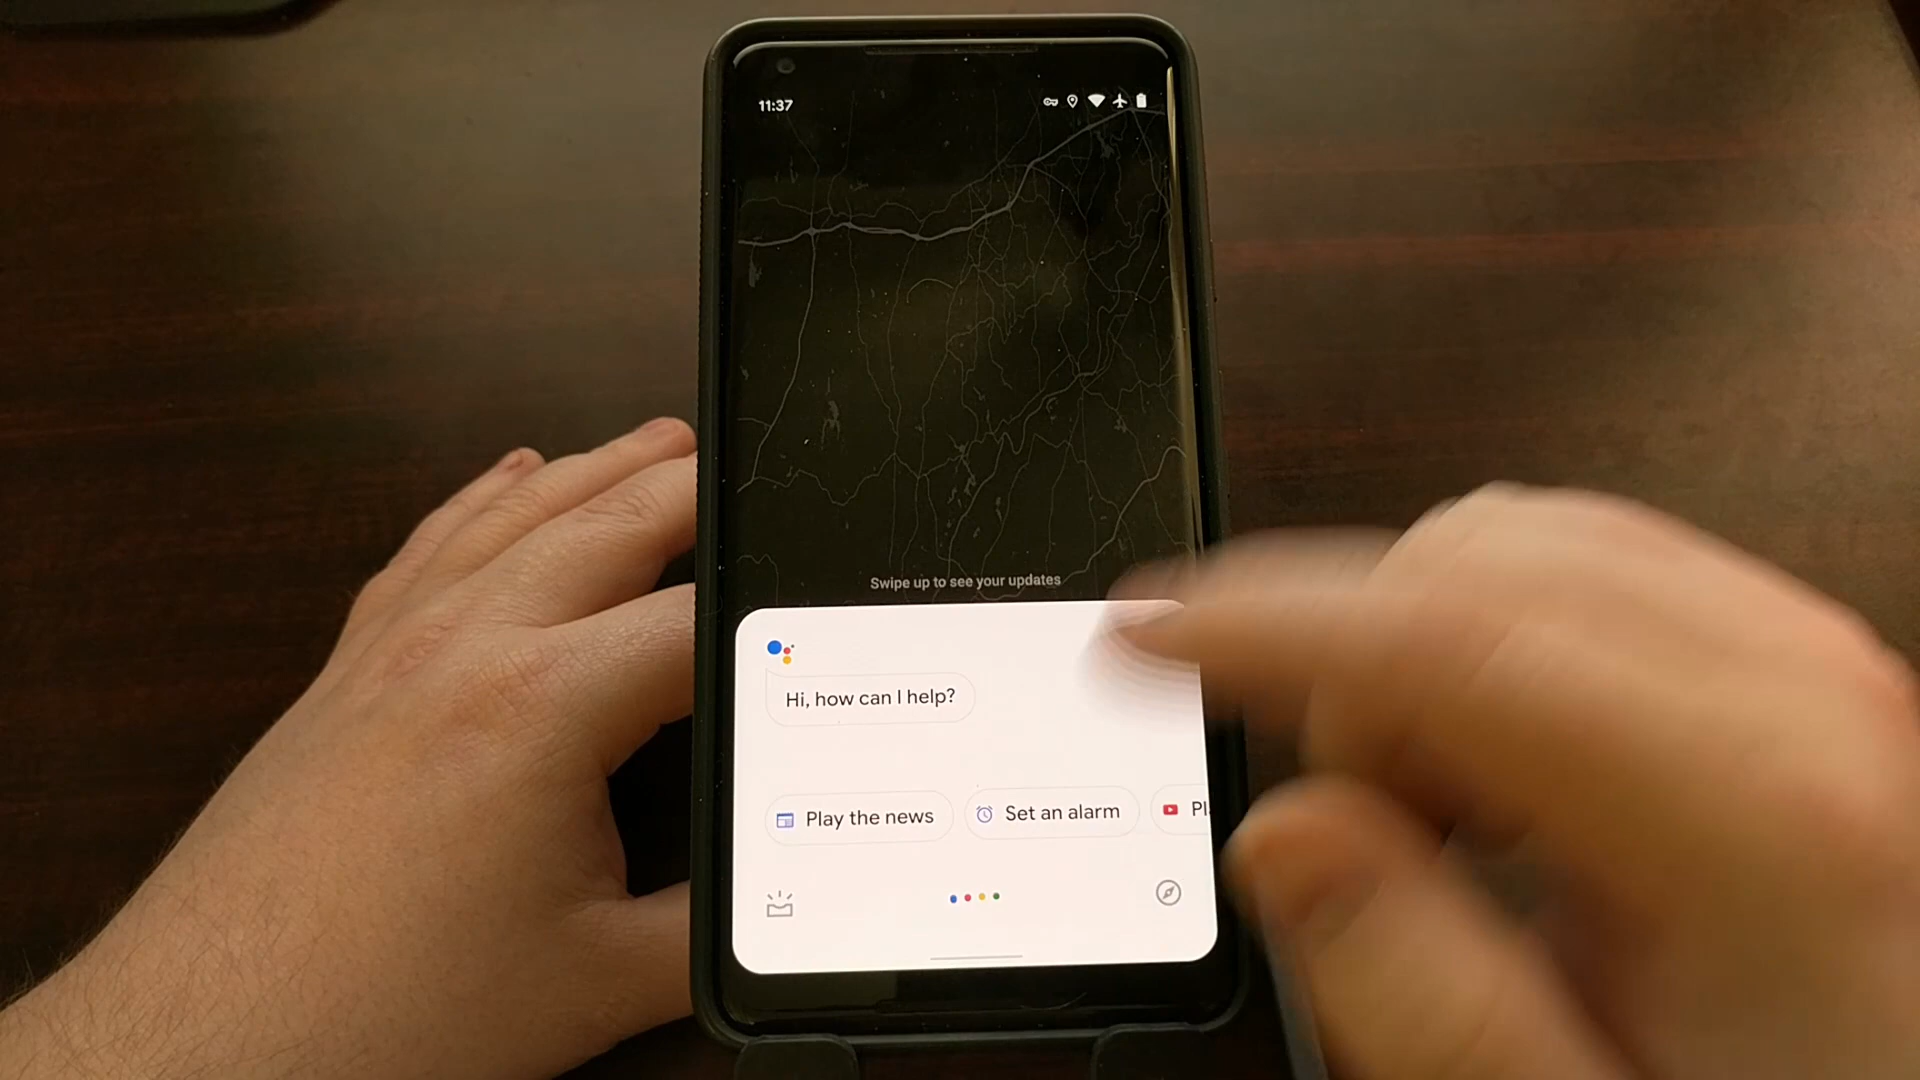 11:37
Swipe up to see your updates
Hi, how can I help?
Play the news
Set an alarm